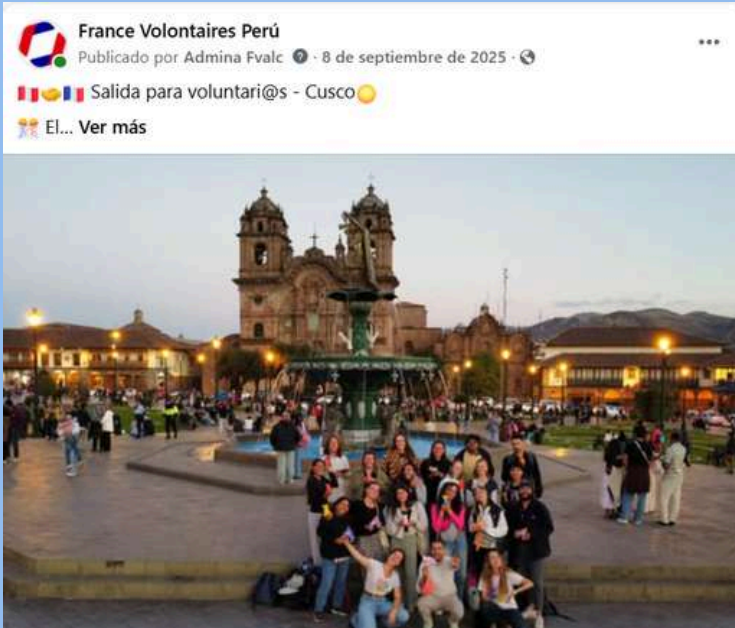 France Volontaires Perú
Publicado por Admina Fvalc · 8 de septiembre de 2025 ·
🇵🇪🤝🇫🇷 Salida para voluntari@s - Cusco🌕
🎊 El... Ver más